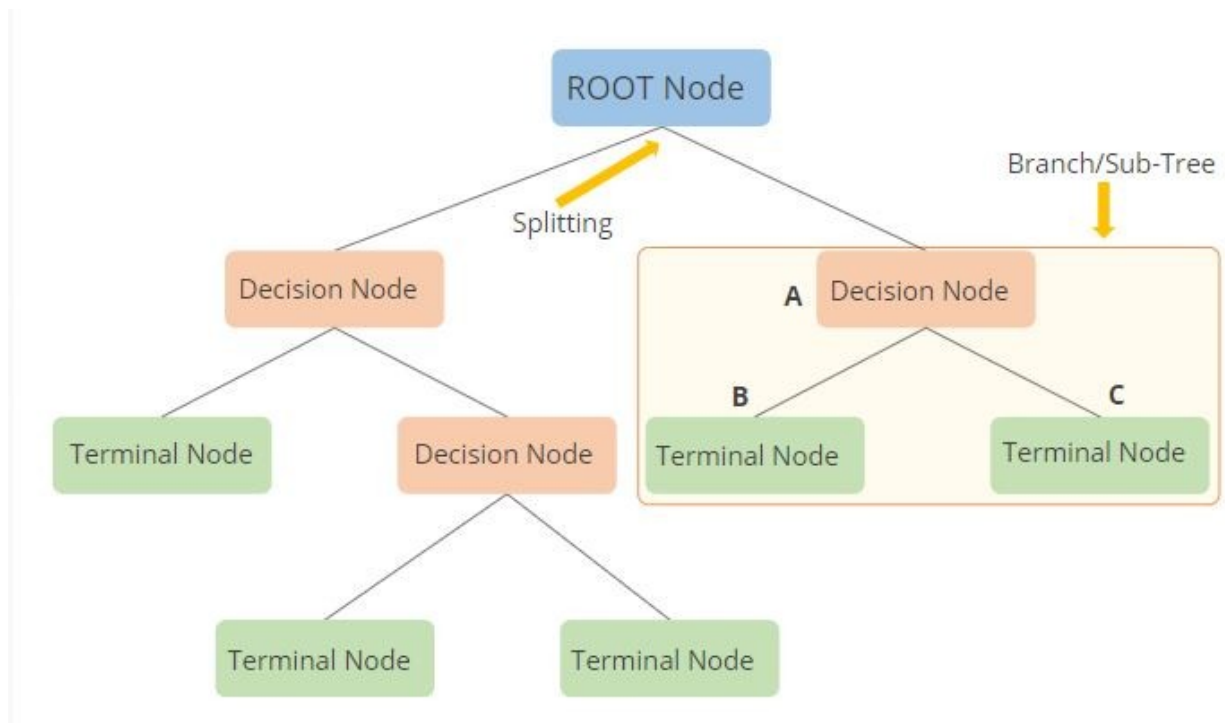 ROOT Node
Branch/Sub-Tree
Splitting
Decision Node
A
Decision Node
B
C
Terminal Node
Decision Node
Terminal Node
Terminal Node
Terminal Node
Terminal Node